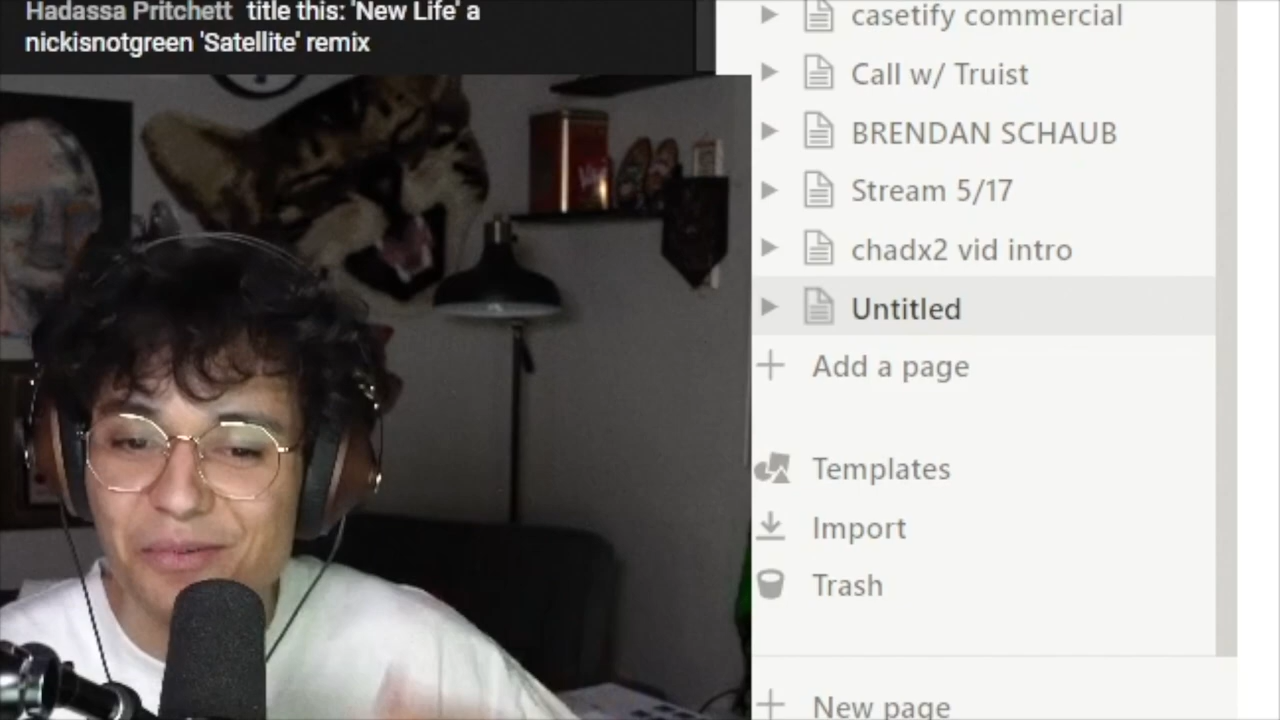 Hadassa Pritchett title this: 'New Life' a
nickisnotgreen 'Satellite' remix
casetify commercial
Call w/ Truist
BRENDAN SCHAUB
Stream 5/17
chadx2 vid intro
Untitled
Add a page
Templates
Import
Trash
New page